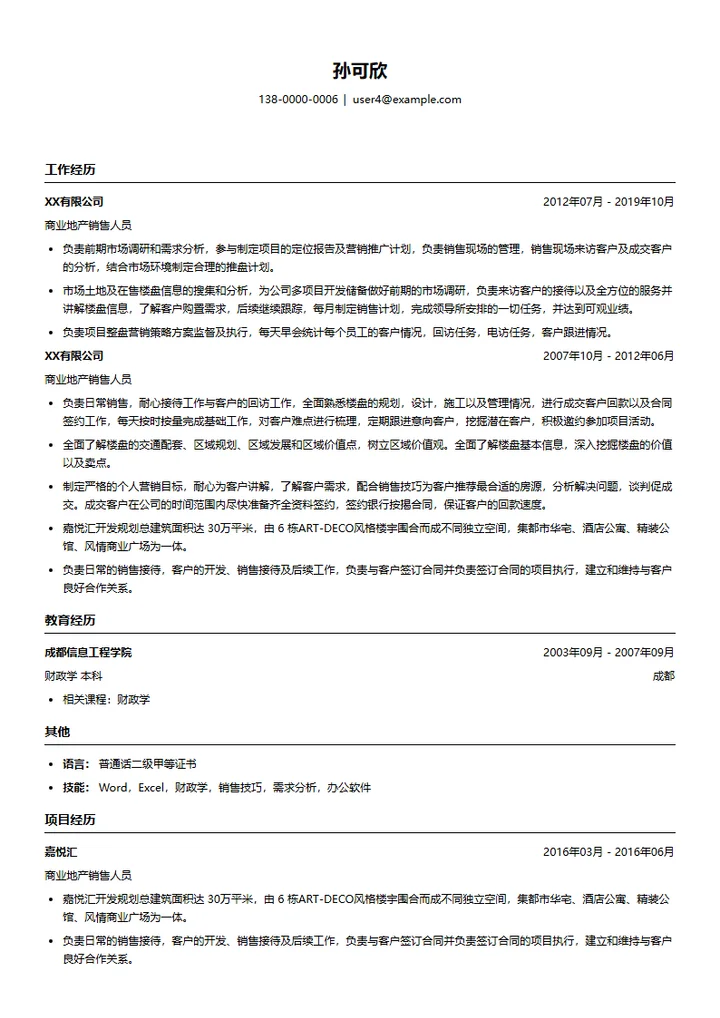 孙可欣
138-0000-0006 | user4@example.com
工作经历
XX有限公司 2012年07月 - 2019年10月
商业地产销售人员
• 负责前期市场调研和需求分析，参与制定项目的定位报告及营销推广计划，负责销售现场的管理，销售现场来访客户及成交客户
的分析，结合市场环境制定合理的推盘计划。
• 市场土地及在售楼盘信息的搜集和分析，为公司多项目开发储备做好前期的市场调研，负责来访客户的接待以及全方位的服务并
讲解楼盘信息，了解客户购置需求，后续继续跟踪，每月制定销售计划，完成领导所安排的一切任务，并达到可观业绩。
• 负责项目整盘营销策略方案监督及执行，每天早会统计每个员工的客户情况，回访任务，电访任务，客户跟进情况。
XX有限公司 2007年10月 - 2012年06月
商业地产销售人员
• 负责日常销售，耐心接待工作与客户的回访工作，全面熟悉楼盘的规划，设计，施工以及管理情况，进行成交客户回款以及合同
签约工作，每天按时按量完成基础工作，对客户难点进行梳理，定期跟进意向客户，挖掘潜在客户，积极邀约参加项目活动。
• 全面了解楼盘的交通配套、区域规划、区域发展和区域价值点，树立区域价值观。全面了解楼盘基本信息，深入挖掘楼盘的价值
以及卖点。
• 制定严格的个人营销目标，耐心为客户讲解，了解客户需求，配合销售技巧为客户推荐最合适的房源，分析解决问题，谈判促成
交。成交客户在公司的时间范围内尽快准备齐全资料签约，签约银行按揭合同，保证客户的回款速度。
• 嘉悦汇开发规划总建筑面积达 30万平米，由 6 栋ART-DECO风格楼宇围合而成不同独立空间，集都市华宅、酒店公寓、精装公
馆、风情商业广场为一体。
• 负责日常的销售接待，客户的开发、销售接待及后续工作，负责与客户签订合同并负责签订合同的项目执行，建立和维持与客户
良好合作关系。
教育经历
成都信息工程学院 2003年09月 - 2007年09月
财政学 本科 成都
• 相关课程：财政学
其他
• 语言： 普通话二级甲等证书
• 技能： Word，Excel，财政学，销售技巧，需求分析，办公软件
项目经历
嘉悦汇 2016年03月 - 2016年06月
商业地产销售人员
• 嘉悦汇开发规划总建筑面积达 30万平米，由 6 栋ART-DECO风格楼宇围合而成不同独立空间，集都市华宅、酒店公寓、精装公
馆、风情商业广场为一体。
• 负责日常的销售接待，客户的开发、销售接待及后续工作，负责与客户签订合同并负责签订合同的项目执行，建立和维持与客户
良好合作关系。